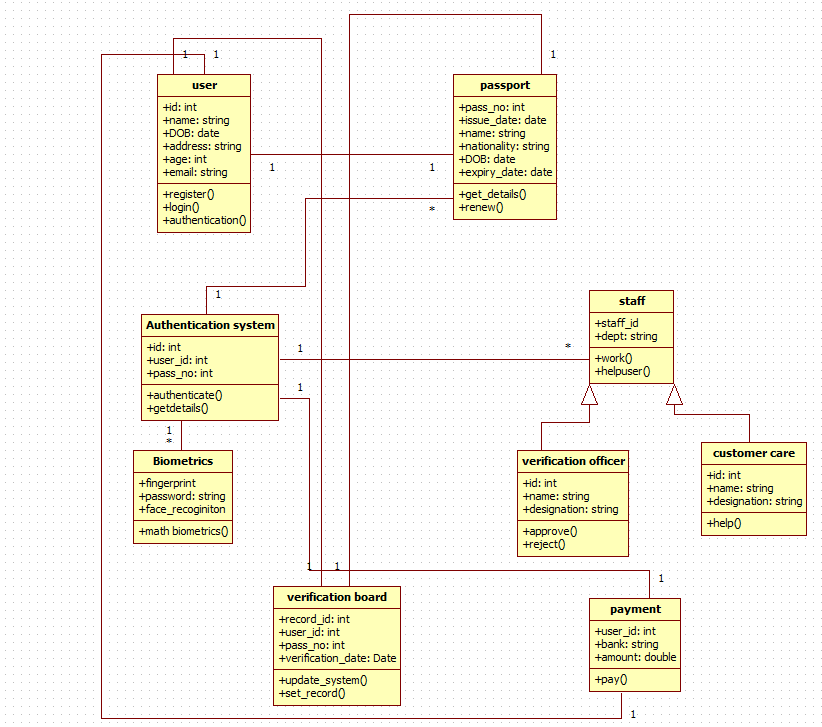 1 1
1
user
+id: int
+name: string
+DOB: date
+address: string
+age: int
+email: string
+register()
+login()
+authentication()
passport
+pass_no: int
+issue_date: date
+name: string
+nationality: string
+DOB: date
+expiry_date: date
+get_details()
+renew()
1 1
*
1
Authentication system
+id: int
+user_id: int
+pass_no: int
+authenticate()
+getdetails()
1 *
1
staff
+staff_id
+dept: string
+work()
+helpuser()
1
*
Biometrics
+fingerprint
+password: string
+face_recoginiton
+math biometrics()
verification officer
+id: int
+name: string
+designation: string
+approve()
+reject()
customer care
+id: int
+name: string
+designation: string
+help()
1 1
1
verification board
+record_id: int
+user_id: int
+pass_no: int
+verification_date: Date
+update_system()
+set_record()
payment
+user_id: int
+bank: string
+amount: double
+pay()
1